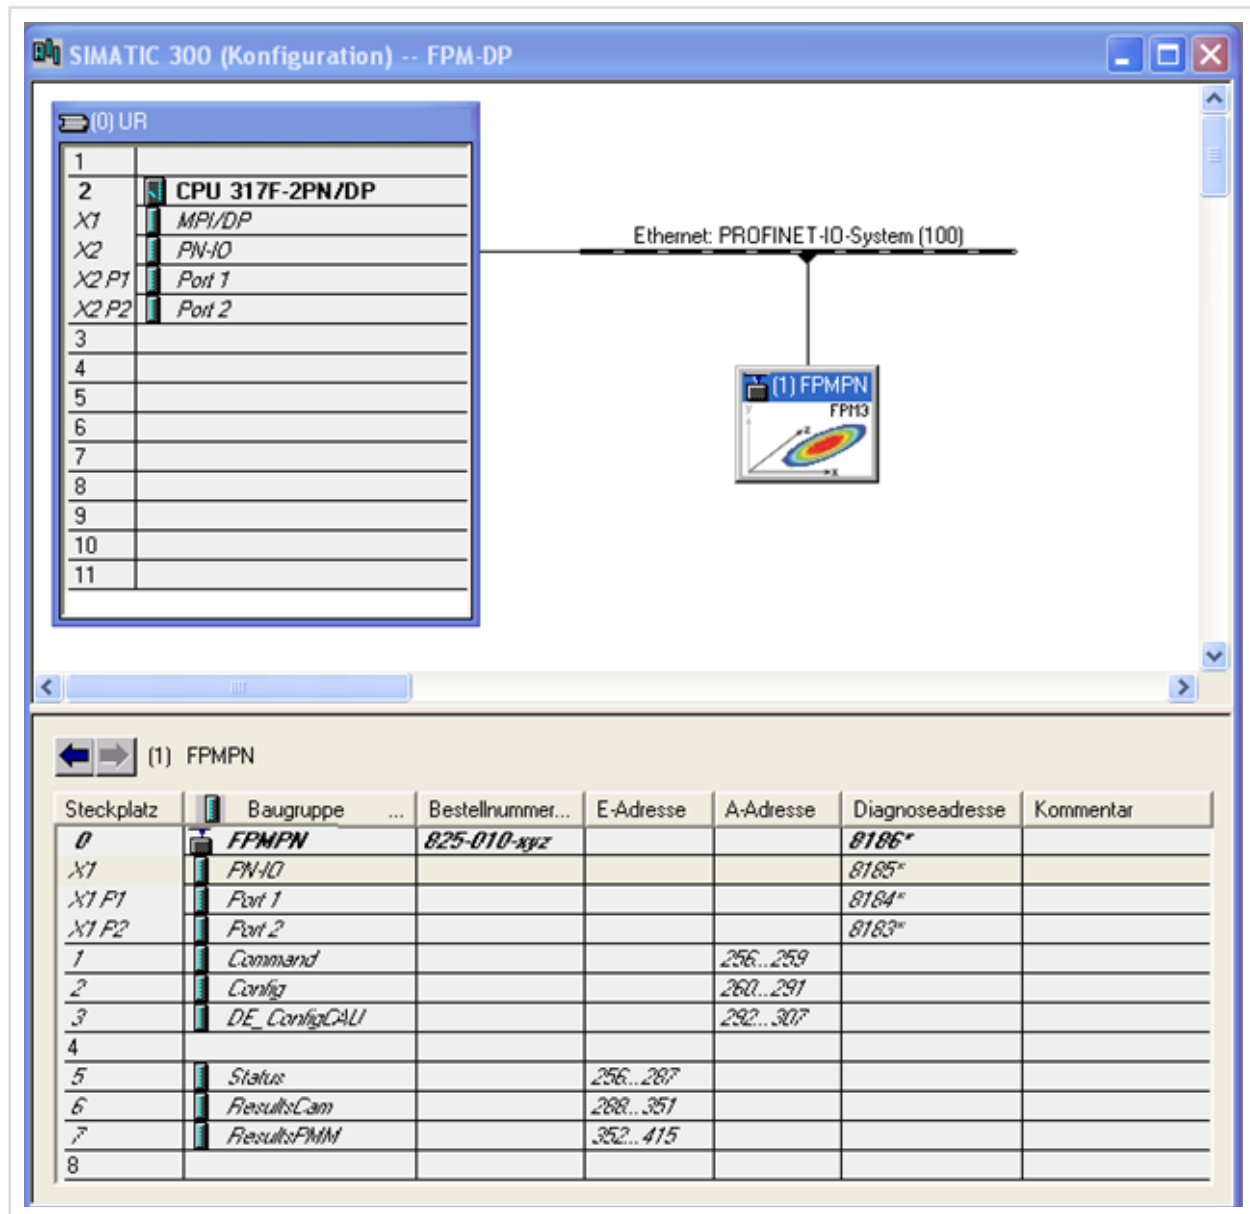 SIMATIC 300 (Konfiguration) -- FPM-DP
(0) UR
1
2 CPU 317F-2PN/DP
X1 MPI/DP
X2 PN-IO
X2 P1 Port 1
X2 P2 Port 2
3
4
5
6
7
8
9
10
11
Ethernet: PROFINET-IO-System (100)
(1) FPMPN
FPM3
y
z
x
(1) FPMPN
Steckplatz Baugruppe ... Bestellnummer... E-Adresse A-Adresse Diagnoseadresse Kommentar
0 FPMPN 825-010-xyz 8186*
X1 PN-IO 8185*
X1 P1 Port 1 8184*
X1 P2 Port 2 8183*
1 Command 256...259
2 Config 260...291
3 DE_ConfigCAU 292...307
4
5 Status 256...287
6 ResultsCam 288...351
7 ResultsPMM 352...415
8